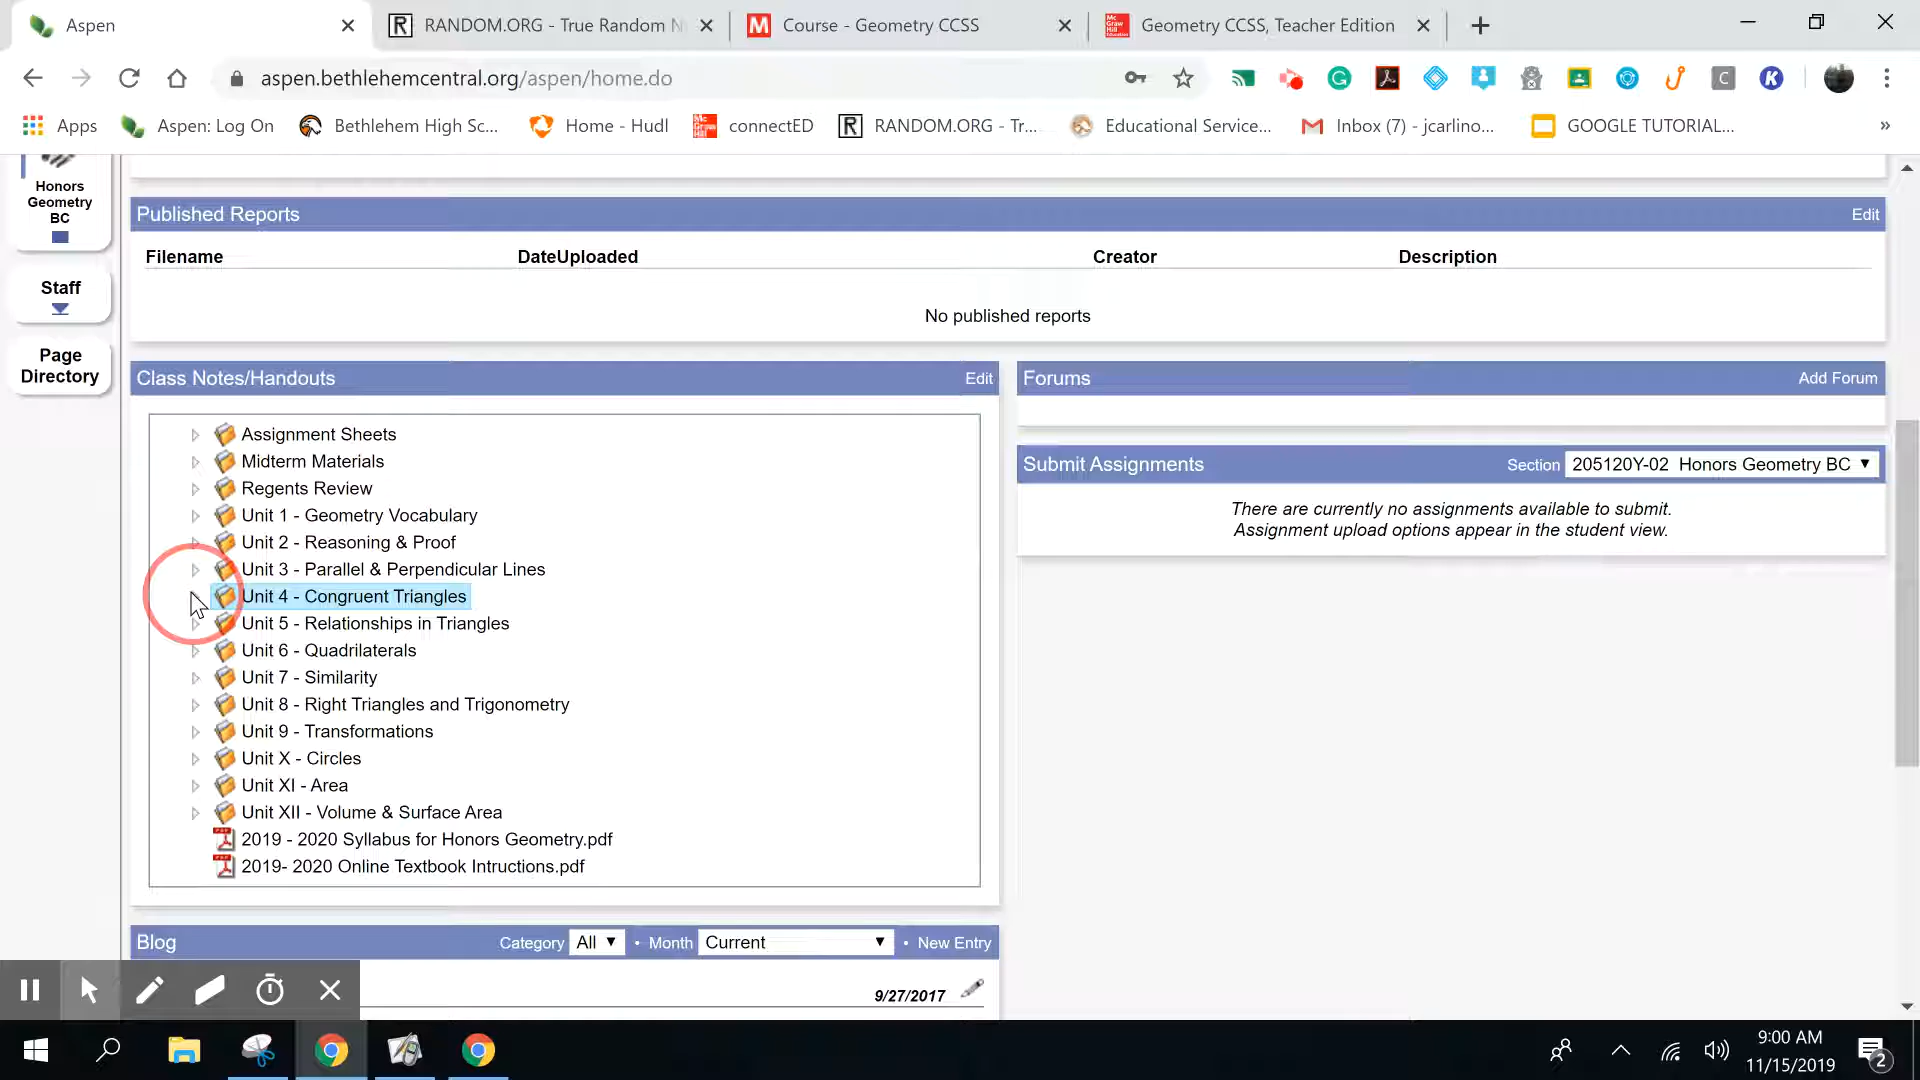 Aspen
RANDOM.ORG - True Random N
Course - Geometry CCSS
Geometry CCSS, Teacher Edition
aspen.bethlehemcentral.org/aspen/home.do
Apps
Aspen: Log On
Bethlehem High Sc...
Home - Hudl
connectED
RANDOM.ORG - Tr...
Educational Service...
Inbox (7) - jcarlino...
GOOGLE TUTORIAL...
Honors
Geometry
BC
Staff
Page
Directory
Published Reports
Edit
Filename DateUploaded Creator Description
No published reports
Class Notes/Handouts
Edit
Assignment Sheets
Midterm Materials
Regents Review
Unit 1 - Geometry Vocabulary
Unit 2 - Reasoning & Proof
Unit 3 - Parallel & Perpendicular Lines
Unit 4 - Congruent Triangles
Unit 5 - Relationships in Triangles
Unit 6 - Quadrilaterals
Unit 7 - Similarity
Unit 8 - Right Triangles and Trigonometry
Unit 9 - Transformations
Unit X - Circles
Unit XI - Area
Unit XII - Volume & Surface Area
2019 - 2020 Syllabus for Honors Geometry.pdf
2019- 2020 Online Textbook Intructions.pdf
Forums
Add Forum
Submit Assignments
Section 205120Y-02 Honors Geometry BC
There are currently no assignments available to submit.
Assignment upload options appear in the student view.
Blog
Category All • Month Current • New Entry
9/27/2017
9:00 AM
11/15/2019
2